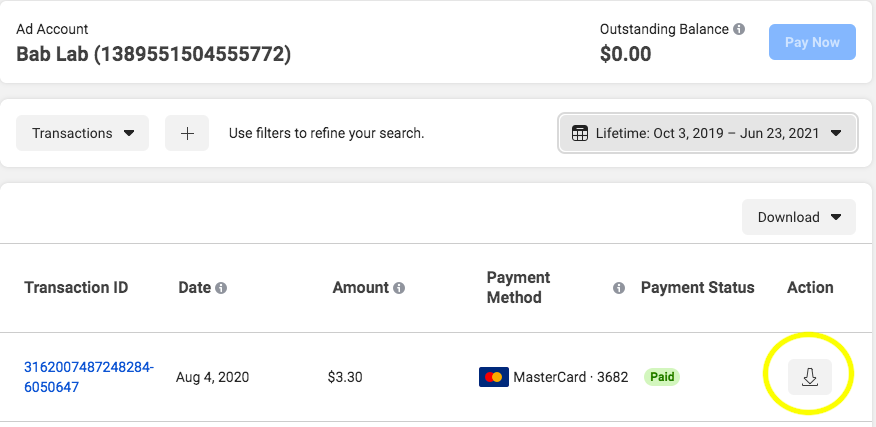 Ad Account
Outstanding Balance
Bab Lab (1389551504555772)
$0.00
Pay Now
Transactions
Use filters to refine your search.
Lifetime: Oct 3, 2019 – Jun 23, 2021
Download
Transaction ID
Date
Amount
Payment
Method
Payment Status
Action
3162007487248284-
6050647
Aug 4, 2020
$3.30
MasterCard · 3682
Paid